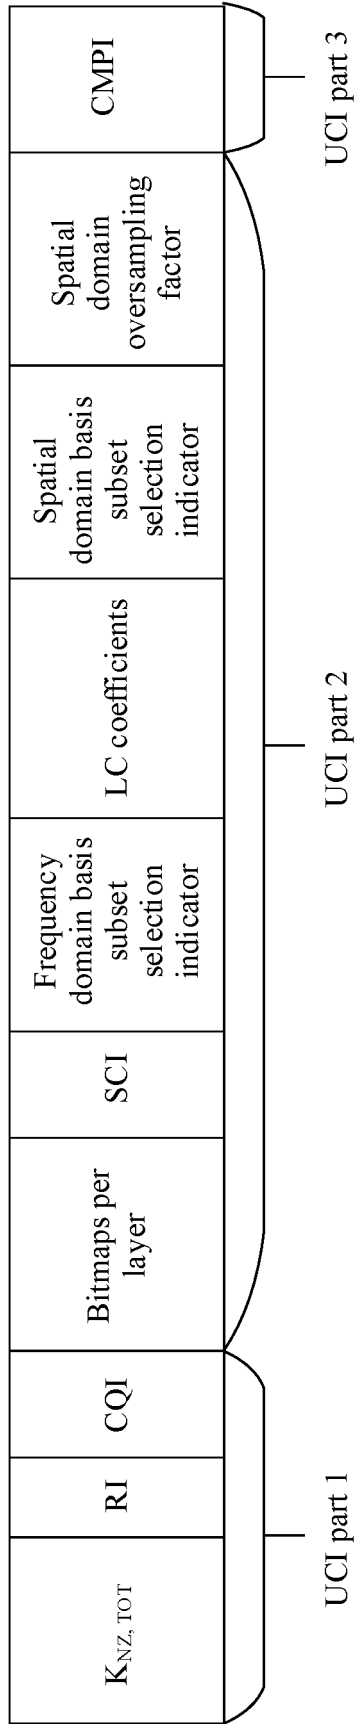 K_NZ, TOT
RI
CQI
Bitmaps per
layer
SCI
Frequency
domain basis
subset
selection
indicator
LC coefficients
Spatial
domain basis
subset
selection
indicator
Spatial
domain
oversampling
factor
CMPI
UCI part 1
UCI part 2
UCI part 3